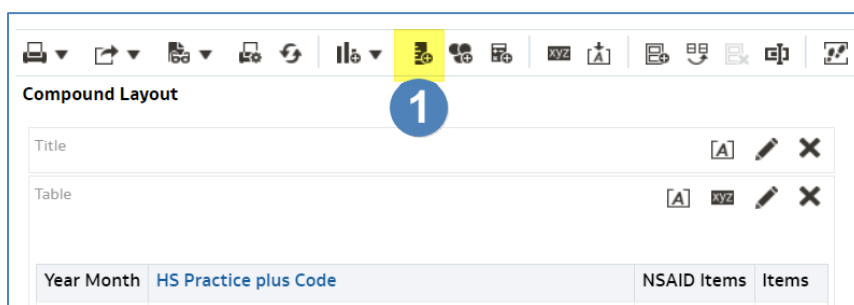 xyz [A]
Compound Layout
1
Title [A]
Table [A] xyz
Year Month HS Practice plus Code NSAID Items Items